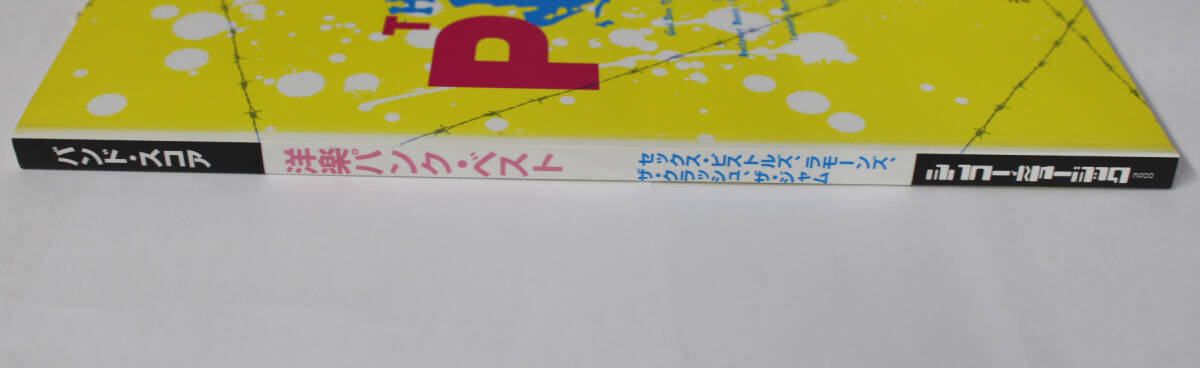 TH
P
バンド・スコア
洋楽パンク・ベスト
セックス・ピストルズ、ラモーンズ、
ザ・クラッシュ、ザ・ジャム
シンコーミュージック